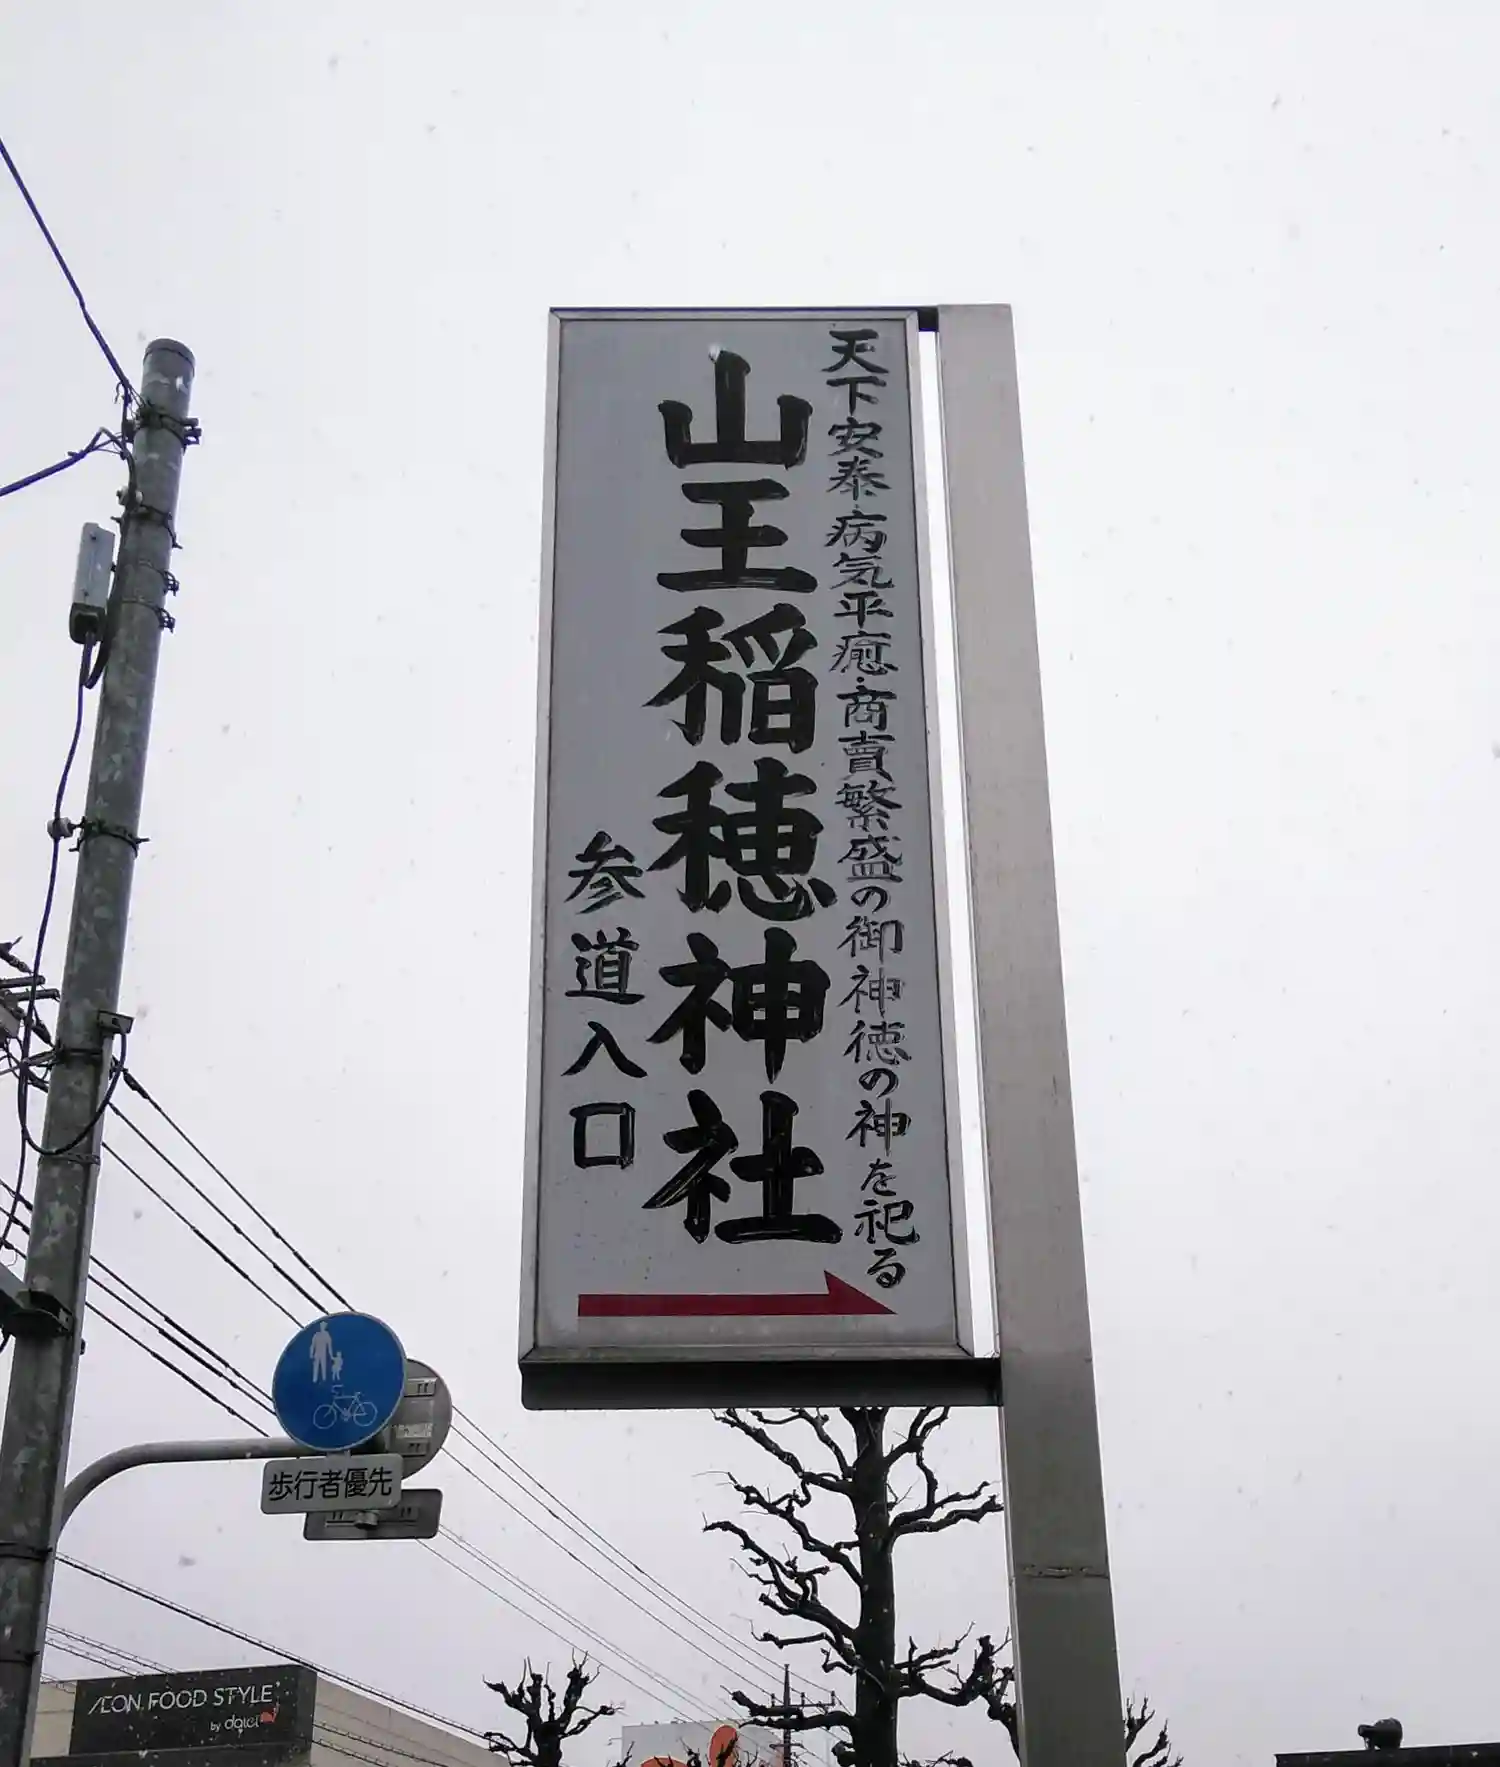 天下安泰・病気平癒・商賣繁盛の御神徳の神を祀る
山王稲穂神社
参道入口
歩行者優先
ÆON FOOD STYLE
by daiei